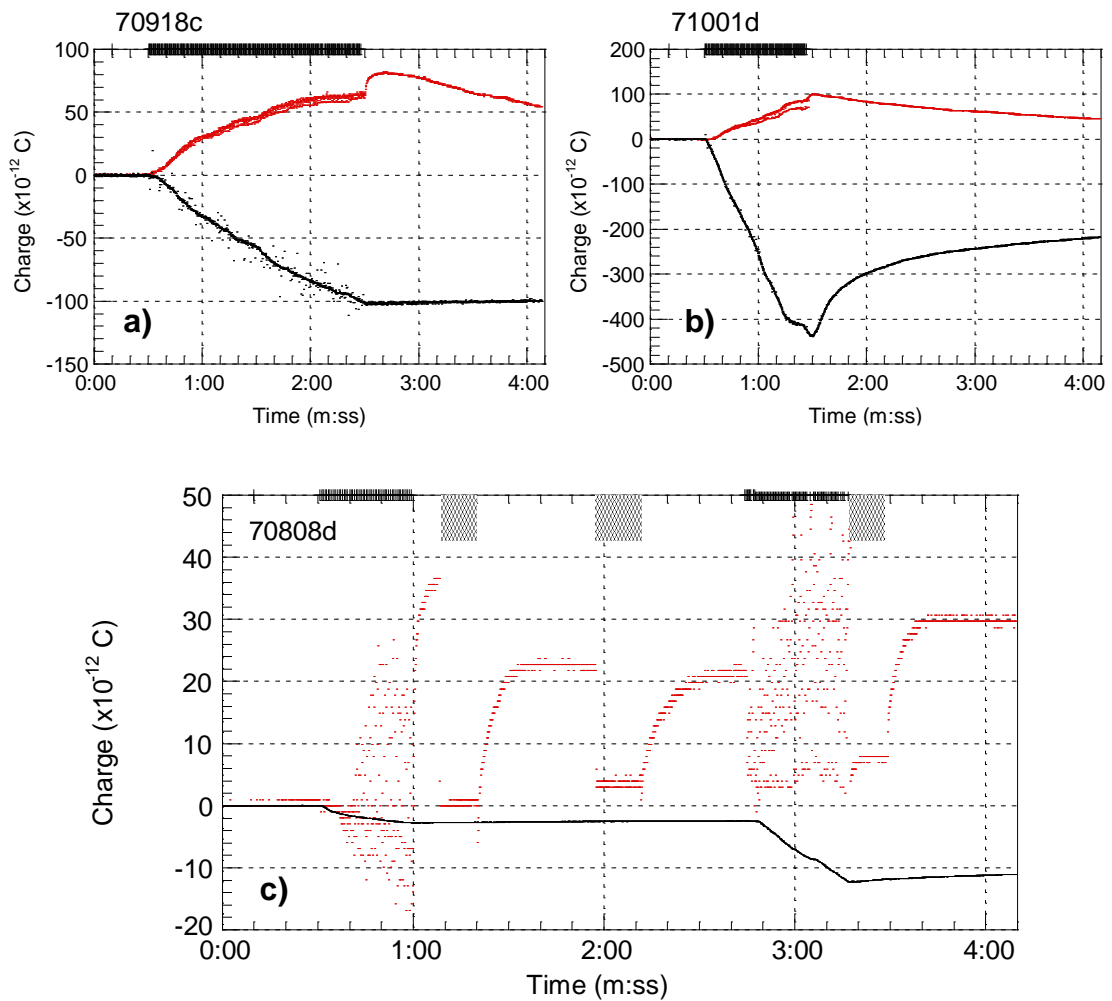 70918c
100
50
0
-50
-100
-150
Charge (x10-12 C)
a)
0:00 1:00 2:00 3:00 4:00
Time (m:ss)
71001d
200
100
0
-100
-200
-300
-400
-500
Charge (x10-12 C)
b)
0:00 1:00 2:00 3:00 4:00
Time (m:ss)
70808d
50
40
30
20
10
0
-10
-20
Charge (x10-12 C)
c)
0:00 1:00 2:00 3:00 4:00
Time (m:ss)